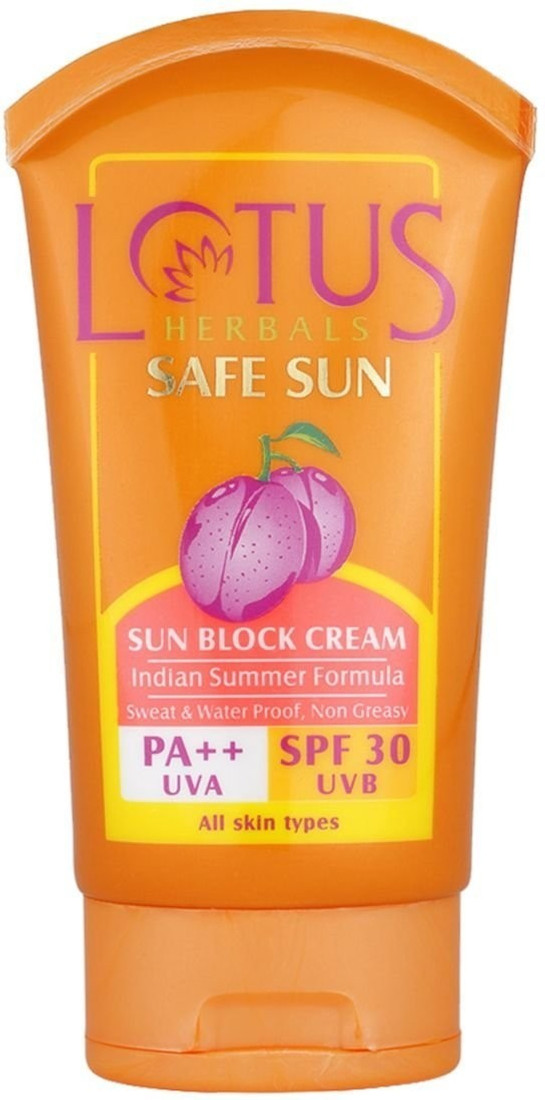 LOTUS
HERBALS
SAFE SUN
SUN BLOCK CREAM
Indian Summer Formula
Sweat & Water Proof, Non Greasy
PA++ SPF 30
UVA UVB
All skin types